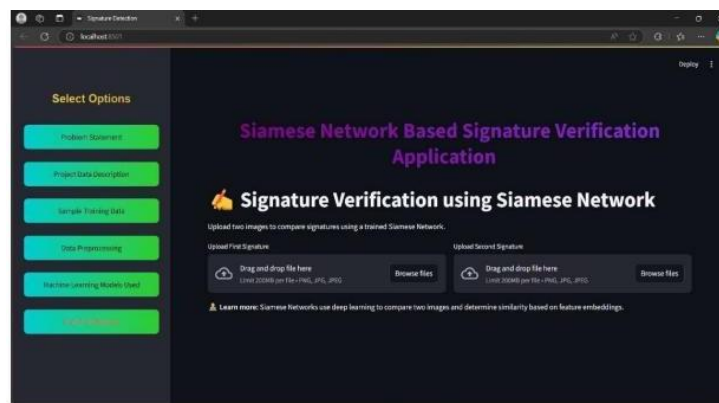 Signature Detection
localhost:8501
Deploy
Select Options
Problem Statement
Project Data Description
Sample Training Data
Data Preprocessing
Machine Learning Models Used
Siamese Network Based Signature Verification
Application
✍ Signature Verification using Siamese Network
Upload two images to compare signatures using a trained Siamese Network.
Upload First Signature
Upload Second Signature
Drag and drop file here
Limit 200MB per file • PNG, JPG, JPEG
Browse files
Drag and drop file here
Limit 200MB per file • PNG, JPG, JPEG
Browse files
Learn more: Siamese Networks use deep learning to compare two images and determine similarity based on feature embeddings.